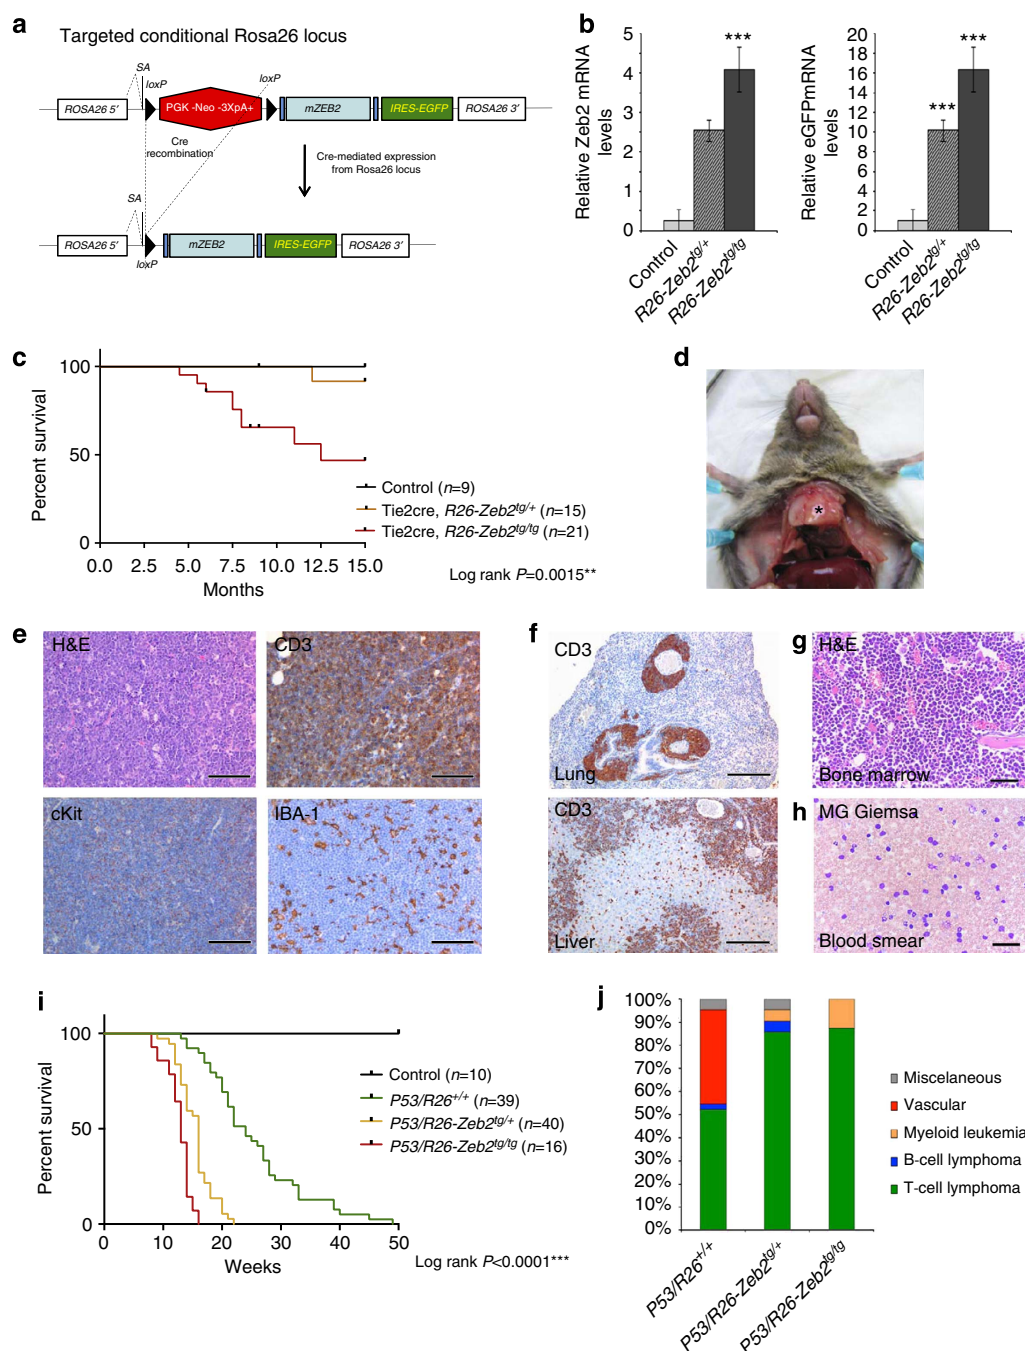 a
Targeted conditional Rosa26 locus
SA
loxP
loxP
ROSA26 5'
PGK -Neo -3XpA+
mZEB2
IRES-EGFP
ROSA26 3'
Cre
recombination
Cre-mediated expression
from Rosa26 locus
SA
ROSA26 5'
mZEB2
IRES-EGFP
ROSA26 3'
loxP
b
Relative Zeb2 mRNA
levels
5
4
3
2
1
0
***
Control
R26-Zeb2tg/+
R26-Zeb2tg/tg
Relative eGFPmRNA
levels
20
18
16
14
12
10
8
6
4
2
0
***
***
Control
R26-Zeb2tg/+
R26-Zeb2tg/tg
c
Percent survival
100
50
0
0.0
2.5
5.0
7.5
10.0
12.5
15.0
Months
Control (n=9)
Tie2cre, R26-Zeb2tg/+ (n=15)
Tie2cre, R26-Zeb2tg/tg (n=21)
Log rank P=0.0015**
d
*
e
H&E
CD3
cKit
IBA-1
f
CD3
Lung
CD3
Liver
g
H&E
Bone marrow
h
MG Giemsa
Blood smear
i
Percent survival
100
50
0
0
10
20
30
40
50
Weeks
Control (n=10)
P53/R26+/+ (n=39)
P53/R26-Zeb2tg/+ (n=40)
P53/R26-Zeb2tg/tg (n=16)
Log rank P<0.0001***
j
100%
90%
80%
70%
60%
50%
40%
30%
20%
10%
0%
P53/R26+/+
P53/R26-Zeb2tg/+
P53/R26-Zeb2tg/tg
Miscelaneous
Vascular
Myeloid leukemia
B-cell lymphoma
T-cell lymphoma